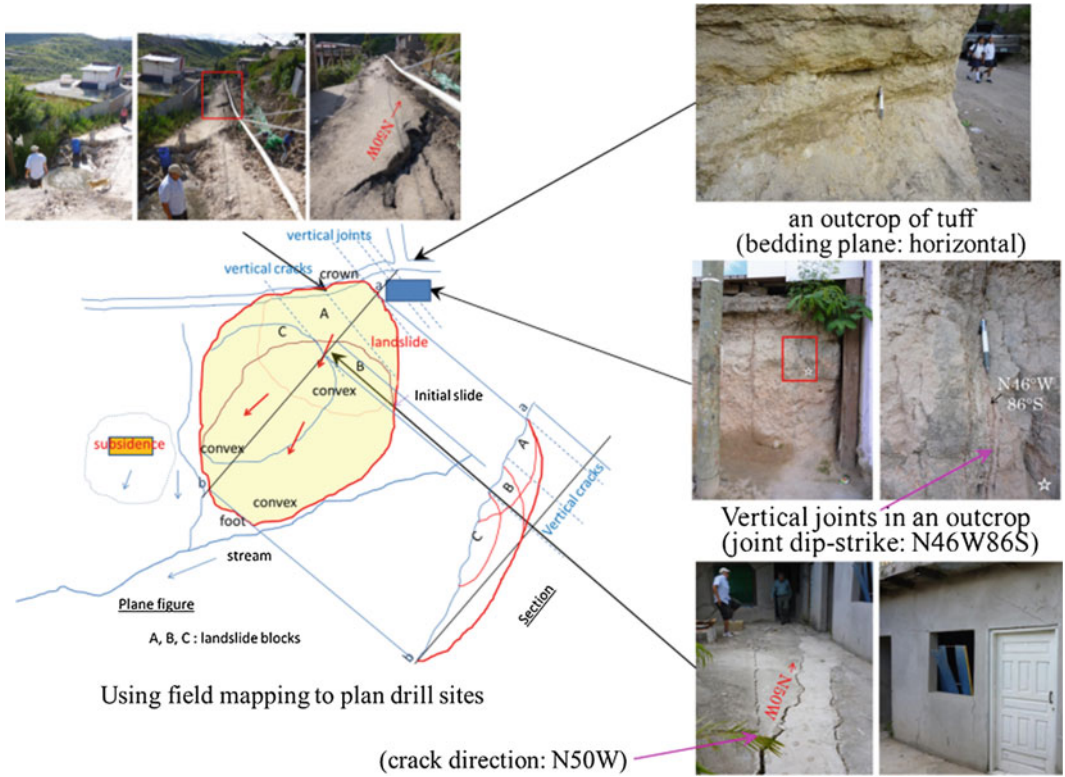 N50W
an outcrop of tuff
(bedding plane: horizontal)
vertical joints
vertical cracks
crown
a
A
C
landslide
B
convex
Initial slide
a
A
subsidence
convex
B
Vertical cracks
b
convex
C
foot
stream
Section
Plane figure
A, B, C : landslide blocks
b
N46°W
86°S
Vertical joints in an outcrop
(joint dip-strike: N46W86S)
N50W
Using field mapping to plan drill sites
(crack direction: N50W)